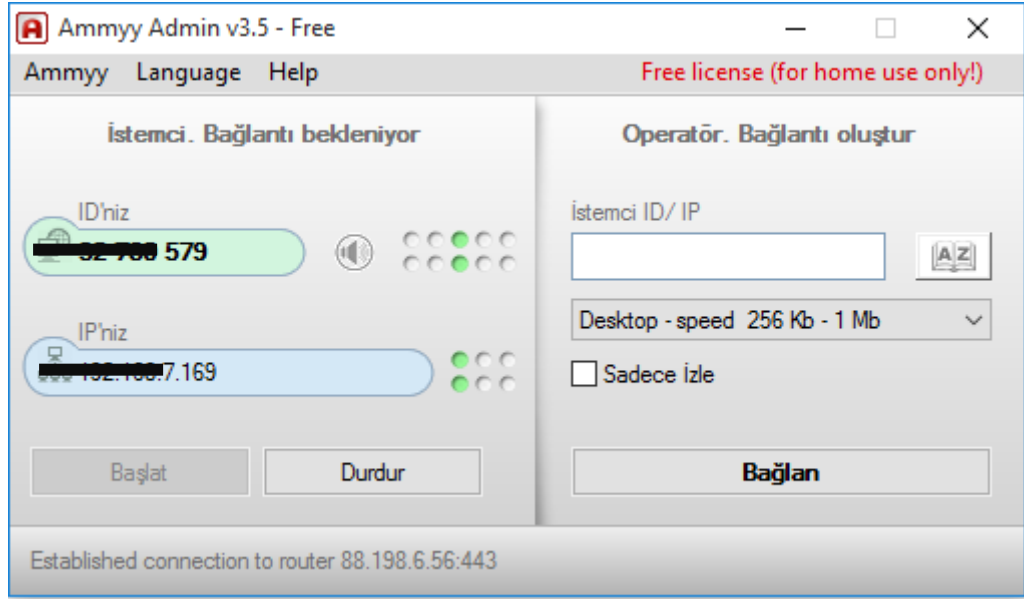 Ammyy Admin v3.5 - Free
Ammyy Language Help Free license (for home use only!)
İstemci. Bağlantı bekleniyor
ID'niz
579
IP'niz
7.169
Başlat Durdur
Operatör. Bağlantı oluştur
İstemci ID/ IP
AZ
Desktop - speed 256 Kb - 1 Mb
Sadece İzle
Bağlan
Established connection to router 88.198.6.56:443